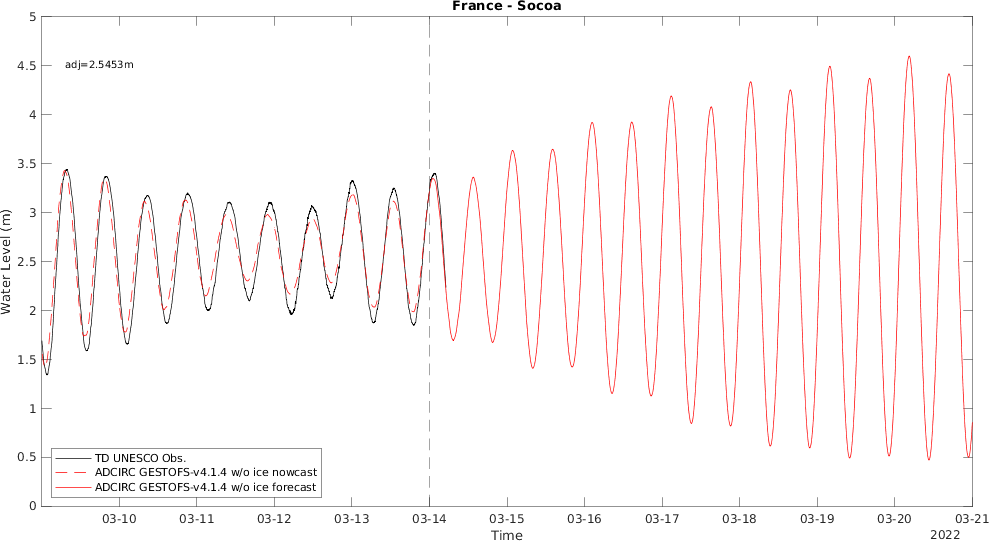 France - Socoa
adj=2.5453m
Water Level (m)
5
4.5
4
3.5
3
2.5
2
1.5
1
0.5
0
TD UNESCO Obs.
ADCIRC GESTOFS-v4.1.4 w/o ice nowcast
ADCIRC GESTOFS-v4.1.4 w/o ice forecast
03-10 03-11 03-12 03-13 03-14 03-15 03-16 03-17 03-18 03-19 03-20 03-21
Time
2022